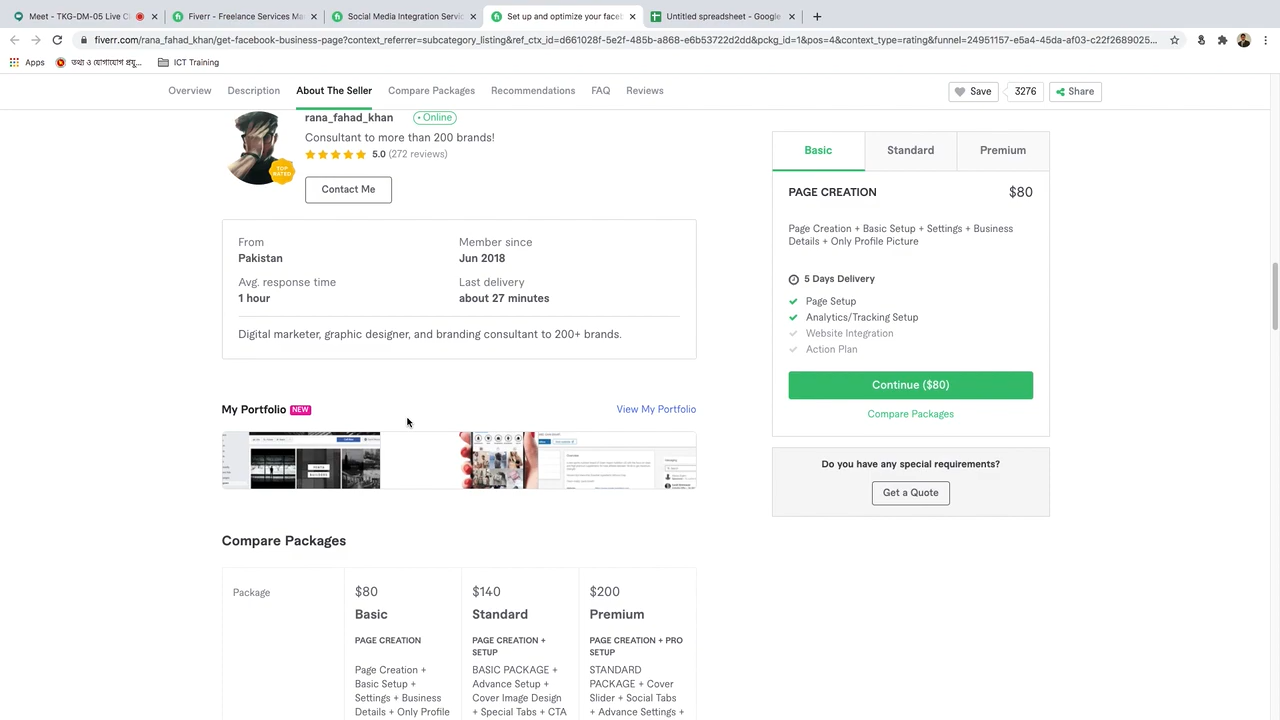 Meet - TKG-DM-05 Live Cl
Fiverr - Freelance Services Mar
Social Media Integration Servic
Set up and optimize your faceb
Untitled spreadsheet - Google
fiverr.com/rana_fahad_khan/get-facebook-business-page?context_referrer=subcategory_listing&ref_ctx_id=d661028f-5e2f-485b-a868-e6b53722d2dd&pckg_id=1&pos=4&context_type=rating&funnel=24951157-e5a4-45da-af03-c22f2689025...
Apps
তথ্য ও যোগাযোগ প্রযু...
ICT Training
Overview
Description
About The Seller
Compare Packages
Recommendations
FAQ
Reviews
Save
3276
Share
rana_fahad_khan
• Online
Consultant to more than 200 brands!
5.0 (272 reviews)
TOP
RATED
Contact Me
From
Pakistan
Member since
Jun 2018
Avg. response time
1 hour
Last delivery
about 27 minutes
Digital marketer, graphic designer, and branding consultant to 200+ brands.
My Portfolio NEW
View My Portfolio
Compare Packages
Package
$80
Basic
PAGE CREATION
Page Creation +
Basic Setup +
Settings + Business
Details + Only Profile
$140
Standard
PAGE CREATION +
SETUP
BASIC PACKAGE +
Advance Setup +
Cover Image Design
+ Special Tabs + CTA
$200
Premium
PAGE CREATION + PRO
SETUP
STANDARD
PACKAGE + Cover
Slider + Social Tabs
+ Advance Settings +
Basic
Standard
Premium
PAGE CREATION
$80
Page Creation + Basic Setup + Settings + Business
Details + Only Profile Picture
5 Days Delivery
Page Setup
Analytics/Tracking Setup
Website Integration
Action Plan
Continue ($80)
Compare Packages
Do you have any special requirements?
Get a Quote